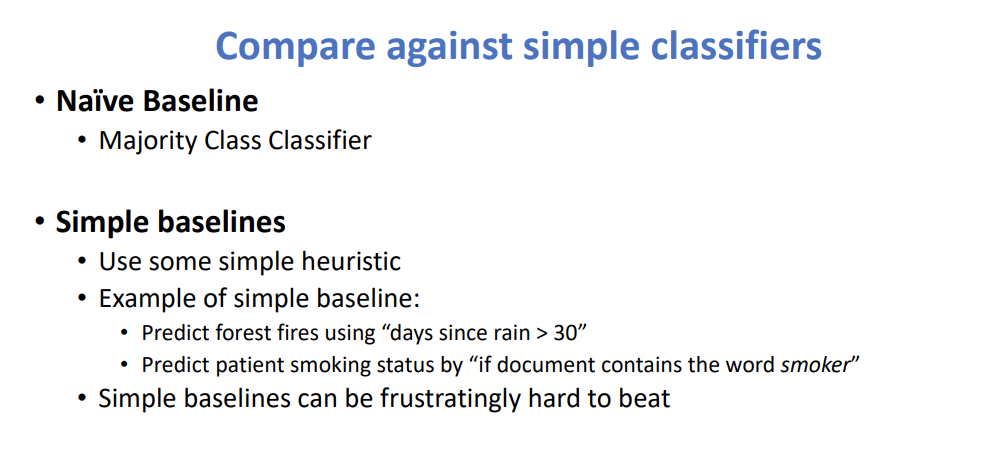 Compare against simple classifiers
• Naïve Baseline
• Majority Class Classifier
• Simple baselines
• Use some simple heuristic
• Example of simple baseline:
• Predict forest fires using “days since rain > 30”
• Predict patient smoking status by “if document contains the word smoker”
• Simple baselines can be frustratingly hard to beat